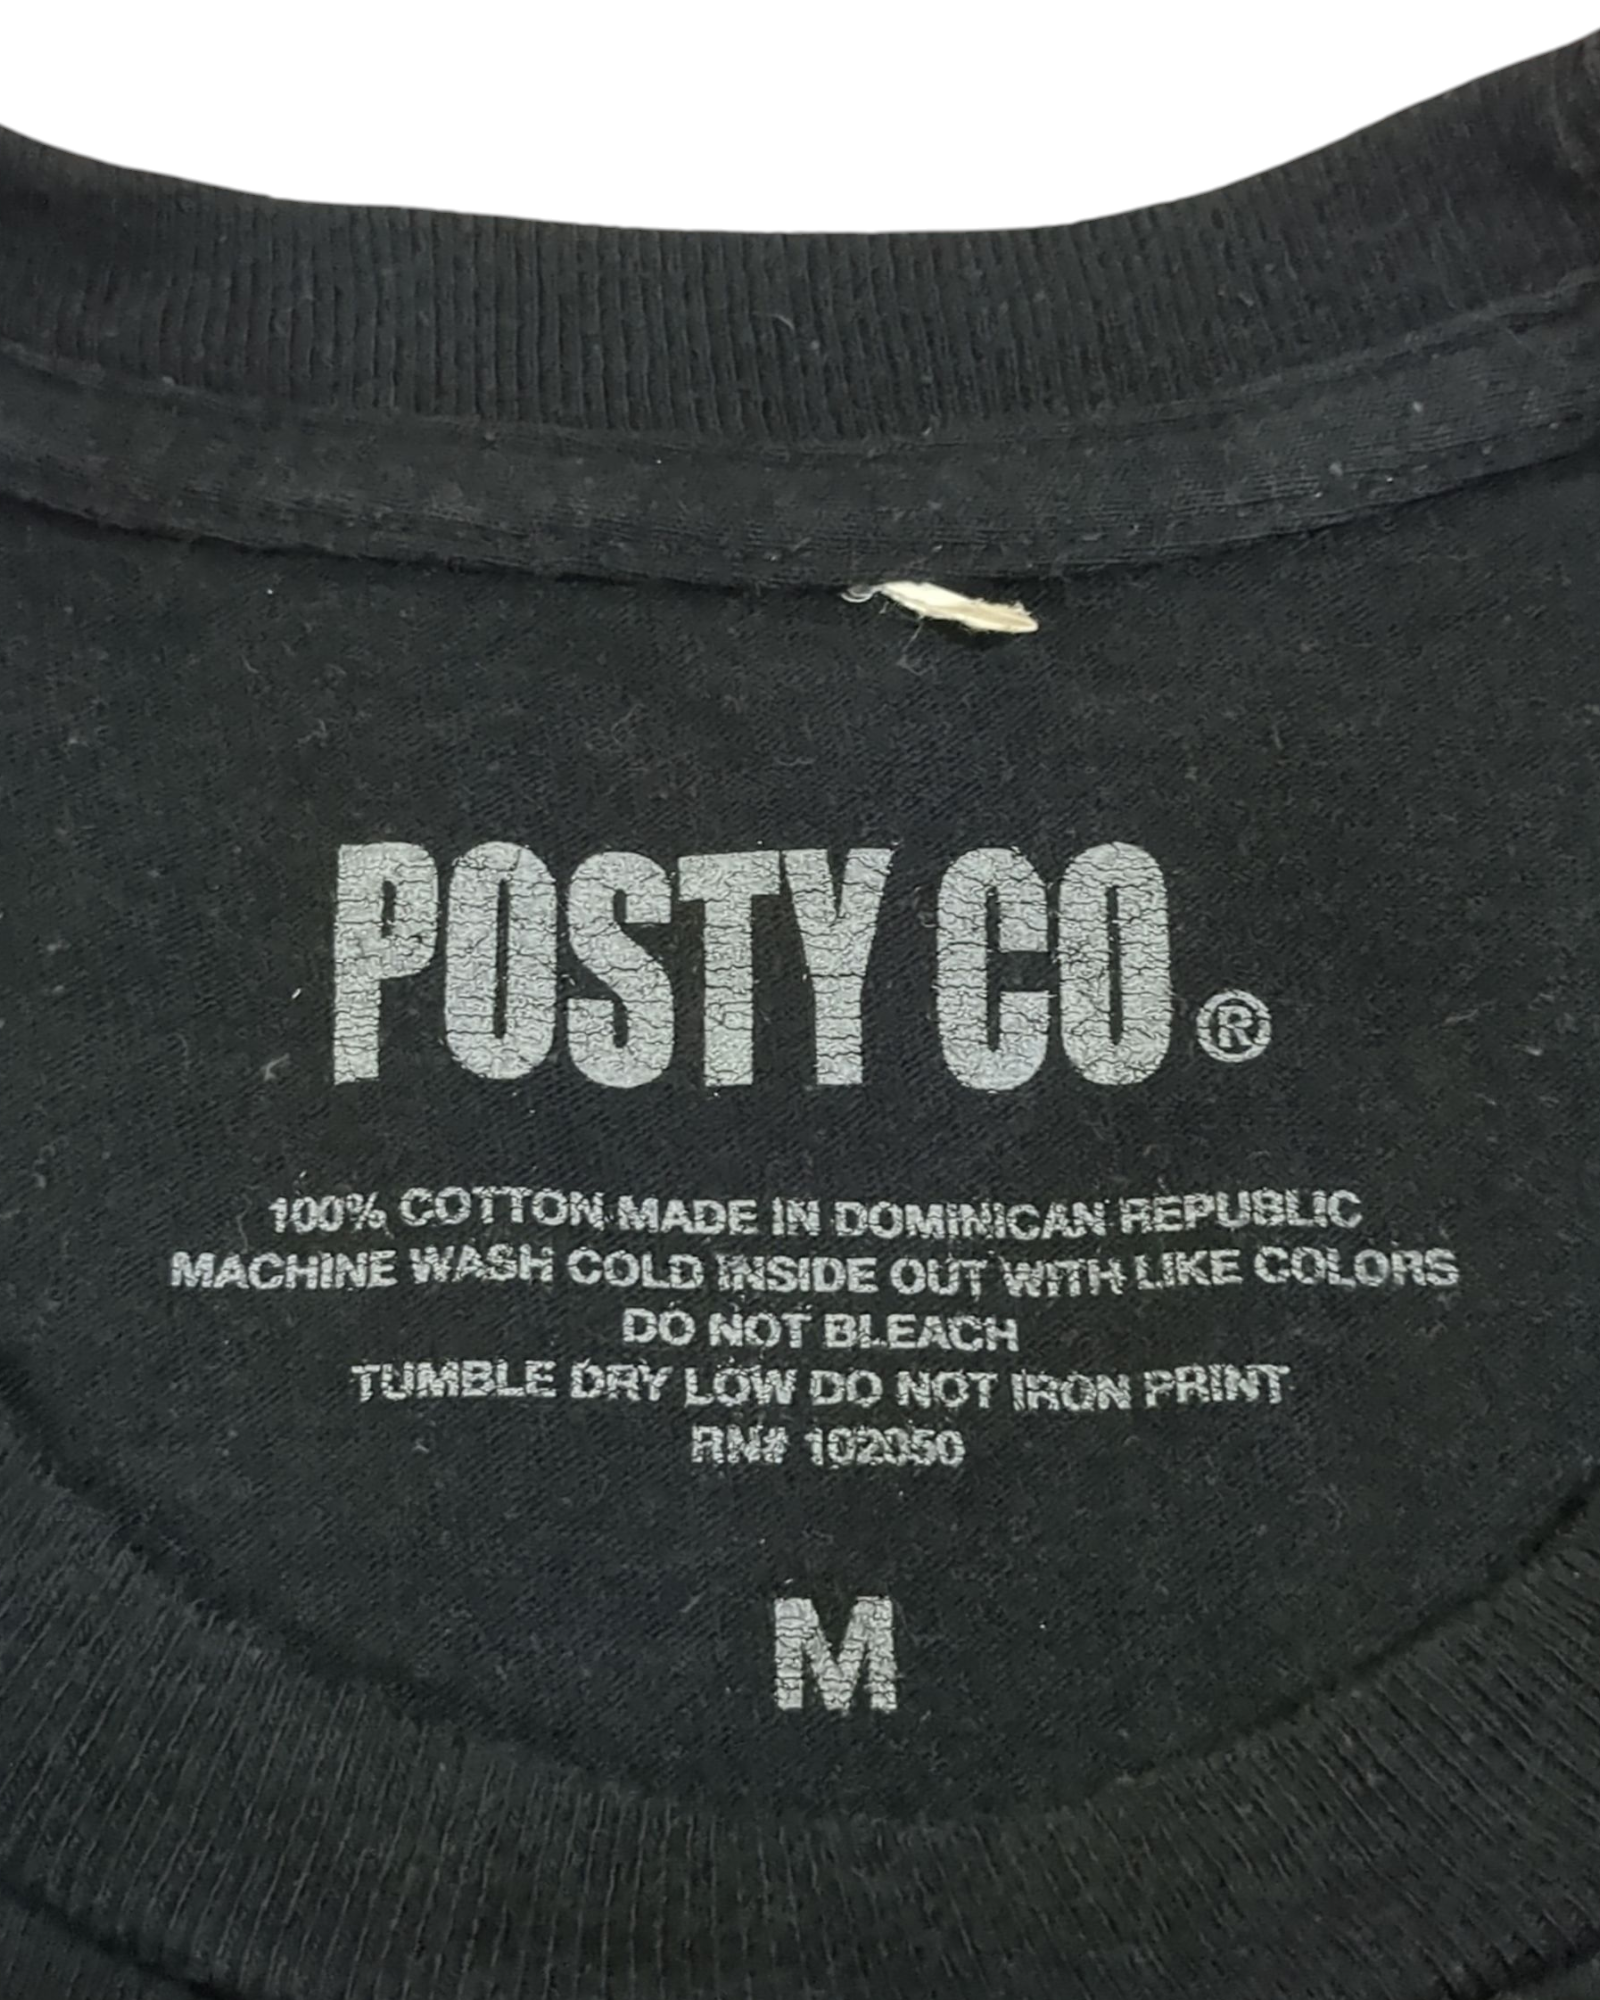 POSTY CO®
100% COTTON MADE IN DOMINICAN REPUBLIC
MACHINE WASH COLD INSIDE OUT WITH LIKE COLORS
DO NOT BLEACH
TUMBLE DRY LOW DO NOT IRON PRINT
RN# 102350
M